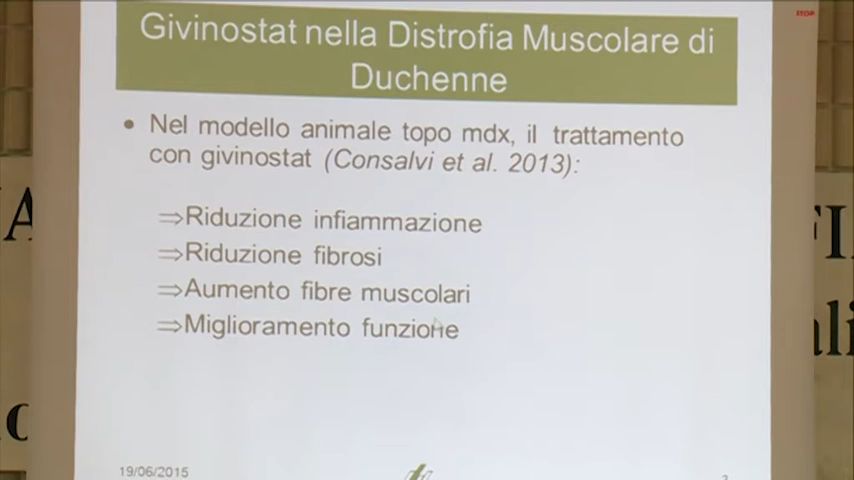 STOP
Givinostat nella Distrofia Muscolare di
Duchenne
• Nel modello animale topo mdx, il trattamento
con givinostat (Consalvi et al. 2013):
⇒Riduzione infiammazione
⇒Riduzione fibrosi
⇒Aumento fibre muscolari
⇒Miglioramento funzione
19/06/2015